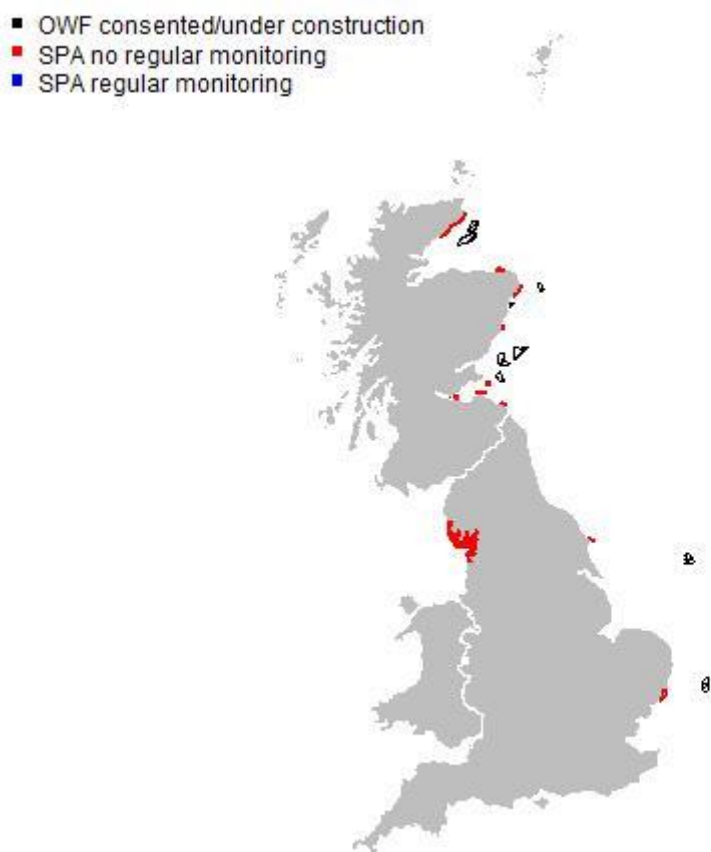 OWF consented/under construction
SPA no regular monitoring
SPA regular monitoring